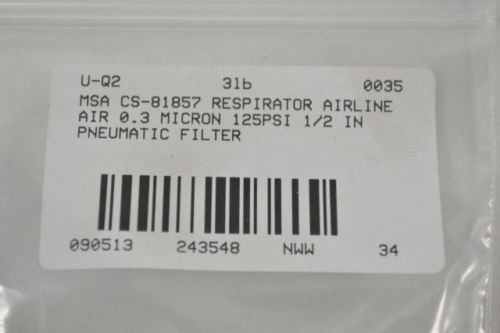 U-Q2 3lb 0035
MSA CS-81857 RESPIRATOR AIRLINE
AIR 0.3 MICRON 125PSI 1/2 IN
PNEUMATIC FILTER
090513 243548 NWW 34